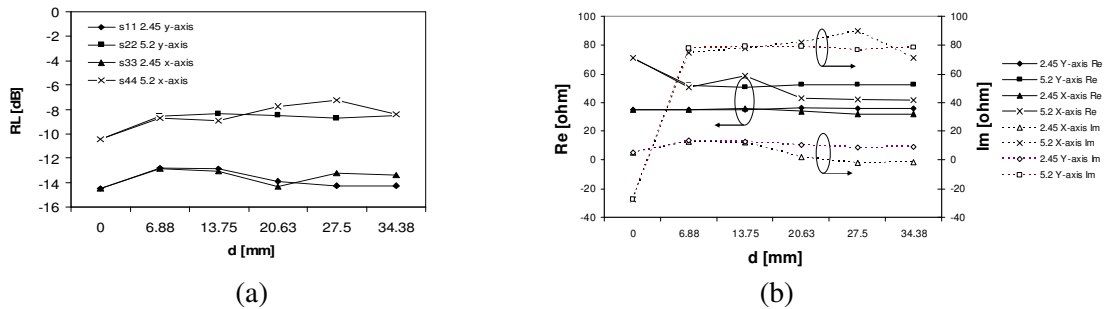 0
-2
-4
-6
-8
-10
-12
-14
-16
RL [dB]
s11 2.45 y-axis
s22 5.2 y-axis
s33 2.45 x-axis
s44 5.2 x-axis
0 6.88 13.75 20.63 27.5 34.38
d [mm]
(a)
100
80
60
40
20
0
-20
-40
Re [ohm]
100
80
60
40
20
0
-20
-40
Im [ohm]
0 6.88 13.75 20.63 27.5 34.38
d [mm]
2.45 Y-axis Re
5.2 Y-axis Re
2.45 X-axis Re
5.2 X-axis Re
2.45 X-axis Im
5.2 X-axis Im
2.45 Y-axis Im
5.2 Y-axis Im
(b)